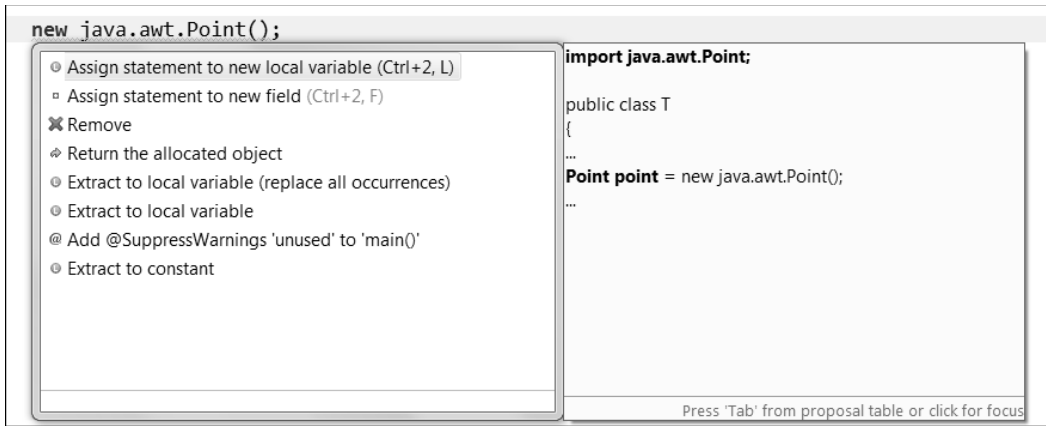 new java.awt.Point();
Assign statement to new local variable (Ctrl+2, L)
Assign statement to new field (Ctrl+2, F)
Remove
Return the allocated object
Extract to local variable (replace all occurrences)
Extract to local variable
@ Add @SuppressWarnings 'unused' to 'main()'
Extract to constant
import java.awt.Point;
public class T
{
...
Point point = new java.awt.Point();
...
Press 'Tab' from proposal table or click for focus